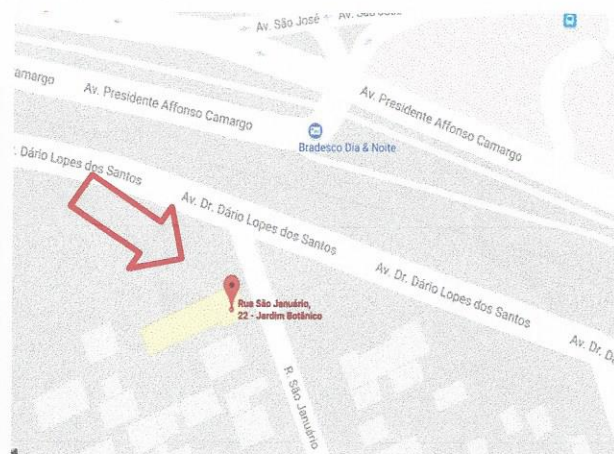 Av. São José
amargo
Av. Presidente Affonso Camargo
Av. Presidente Affonso Camargo
Bradesco Dia & Noite
. Dário Lopes dos Santos
Av. Dr. Dário Lopes dos Santos
Av. Dr. Dário Lopes dos Santos
Av. Dr. D
Rua São Januário,
22 - Jardim Botânico
R. São Januário